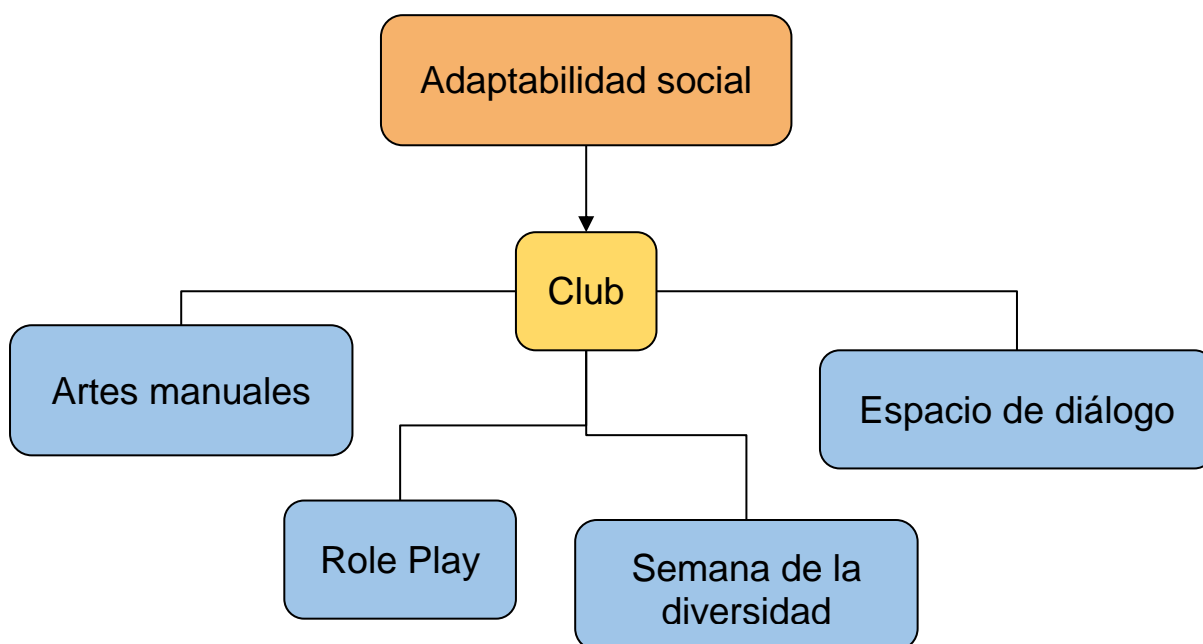 Adaptabilidad social
Club
Artes manuales
Espacio de diálogo
Role Play
Semana de la
diversidad